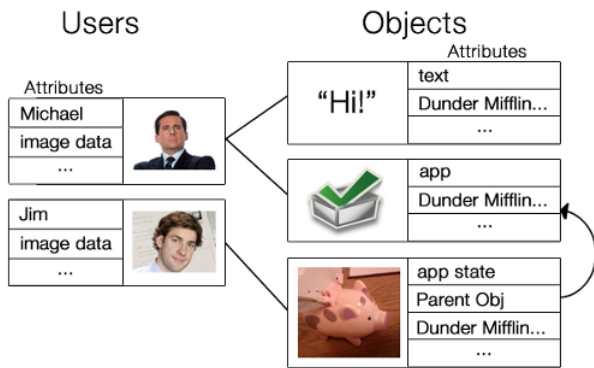 Users
Objects
Attributes
Attributes
Michael
image data
...
Jim
image data
...
“Hi!”
text
Dunder Mifflin...
...
app
Dunder Mifflin...
...
app state
Parent Obj
Dunder Mifflin...
...